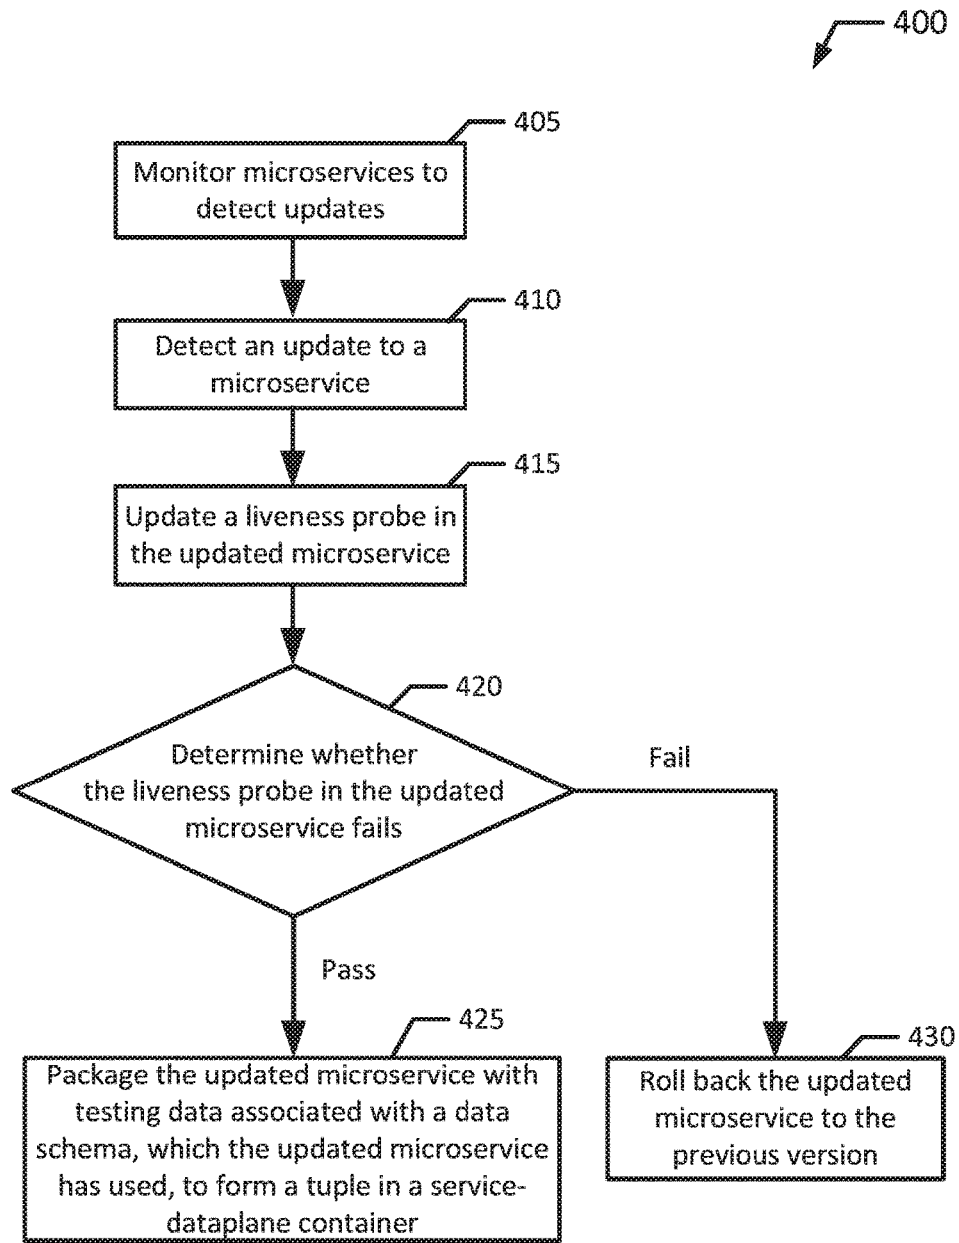 400
405
Monitor microservices to
detect updates
410
Detect an update to a
microservice
415
Update a liveness probe in
the updated microservice
420
Determine whether
the liveness probe in the updated
microservice fails
Fail
Pass
425
Package the updated microservice with
testing data associated with a data
schema, which the updated microservice
has used, to form a tuple in a service-
dataplane container
430
Roll back the updated
microservice to the
previous version